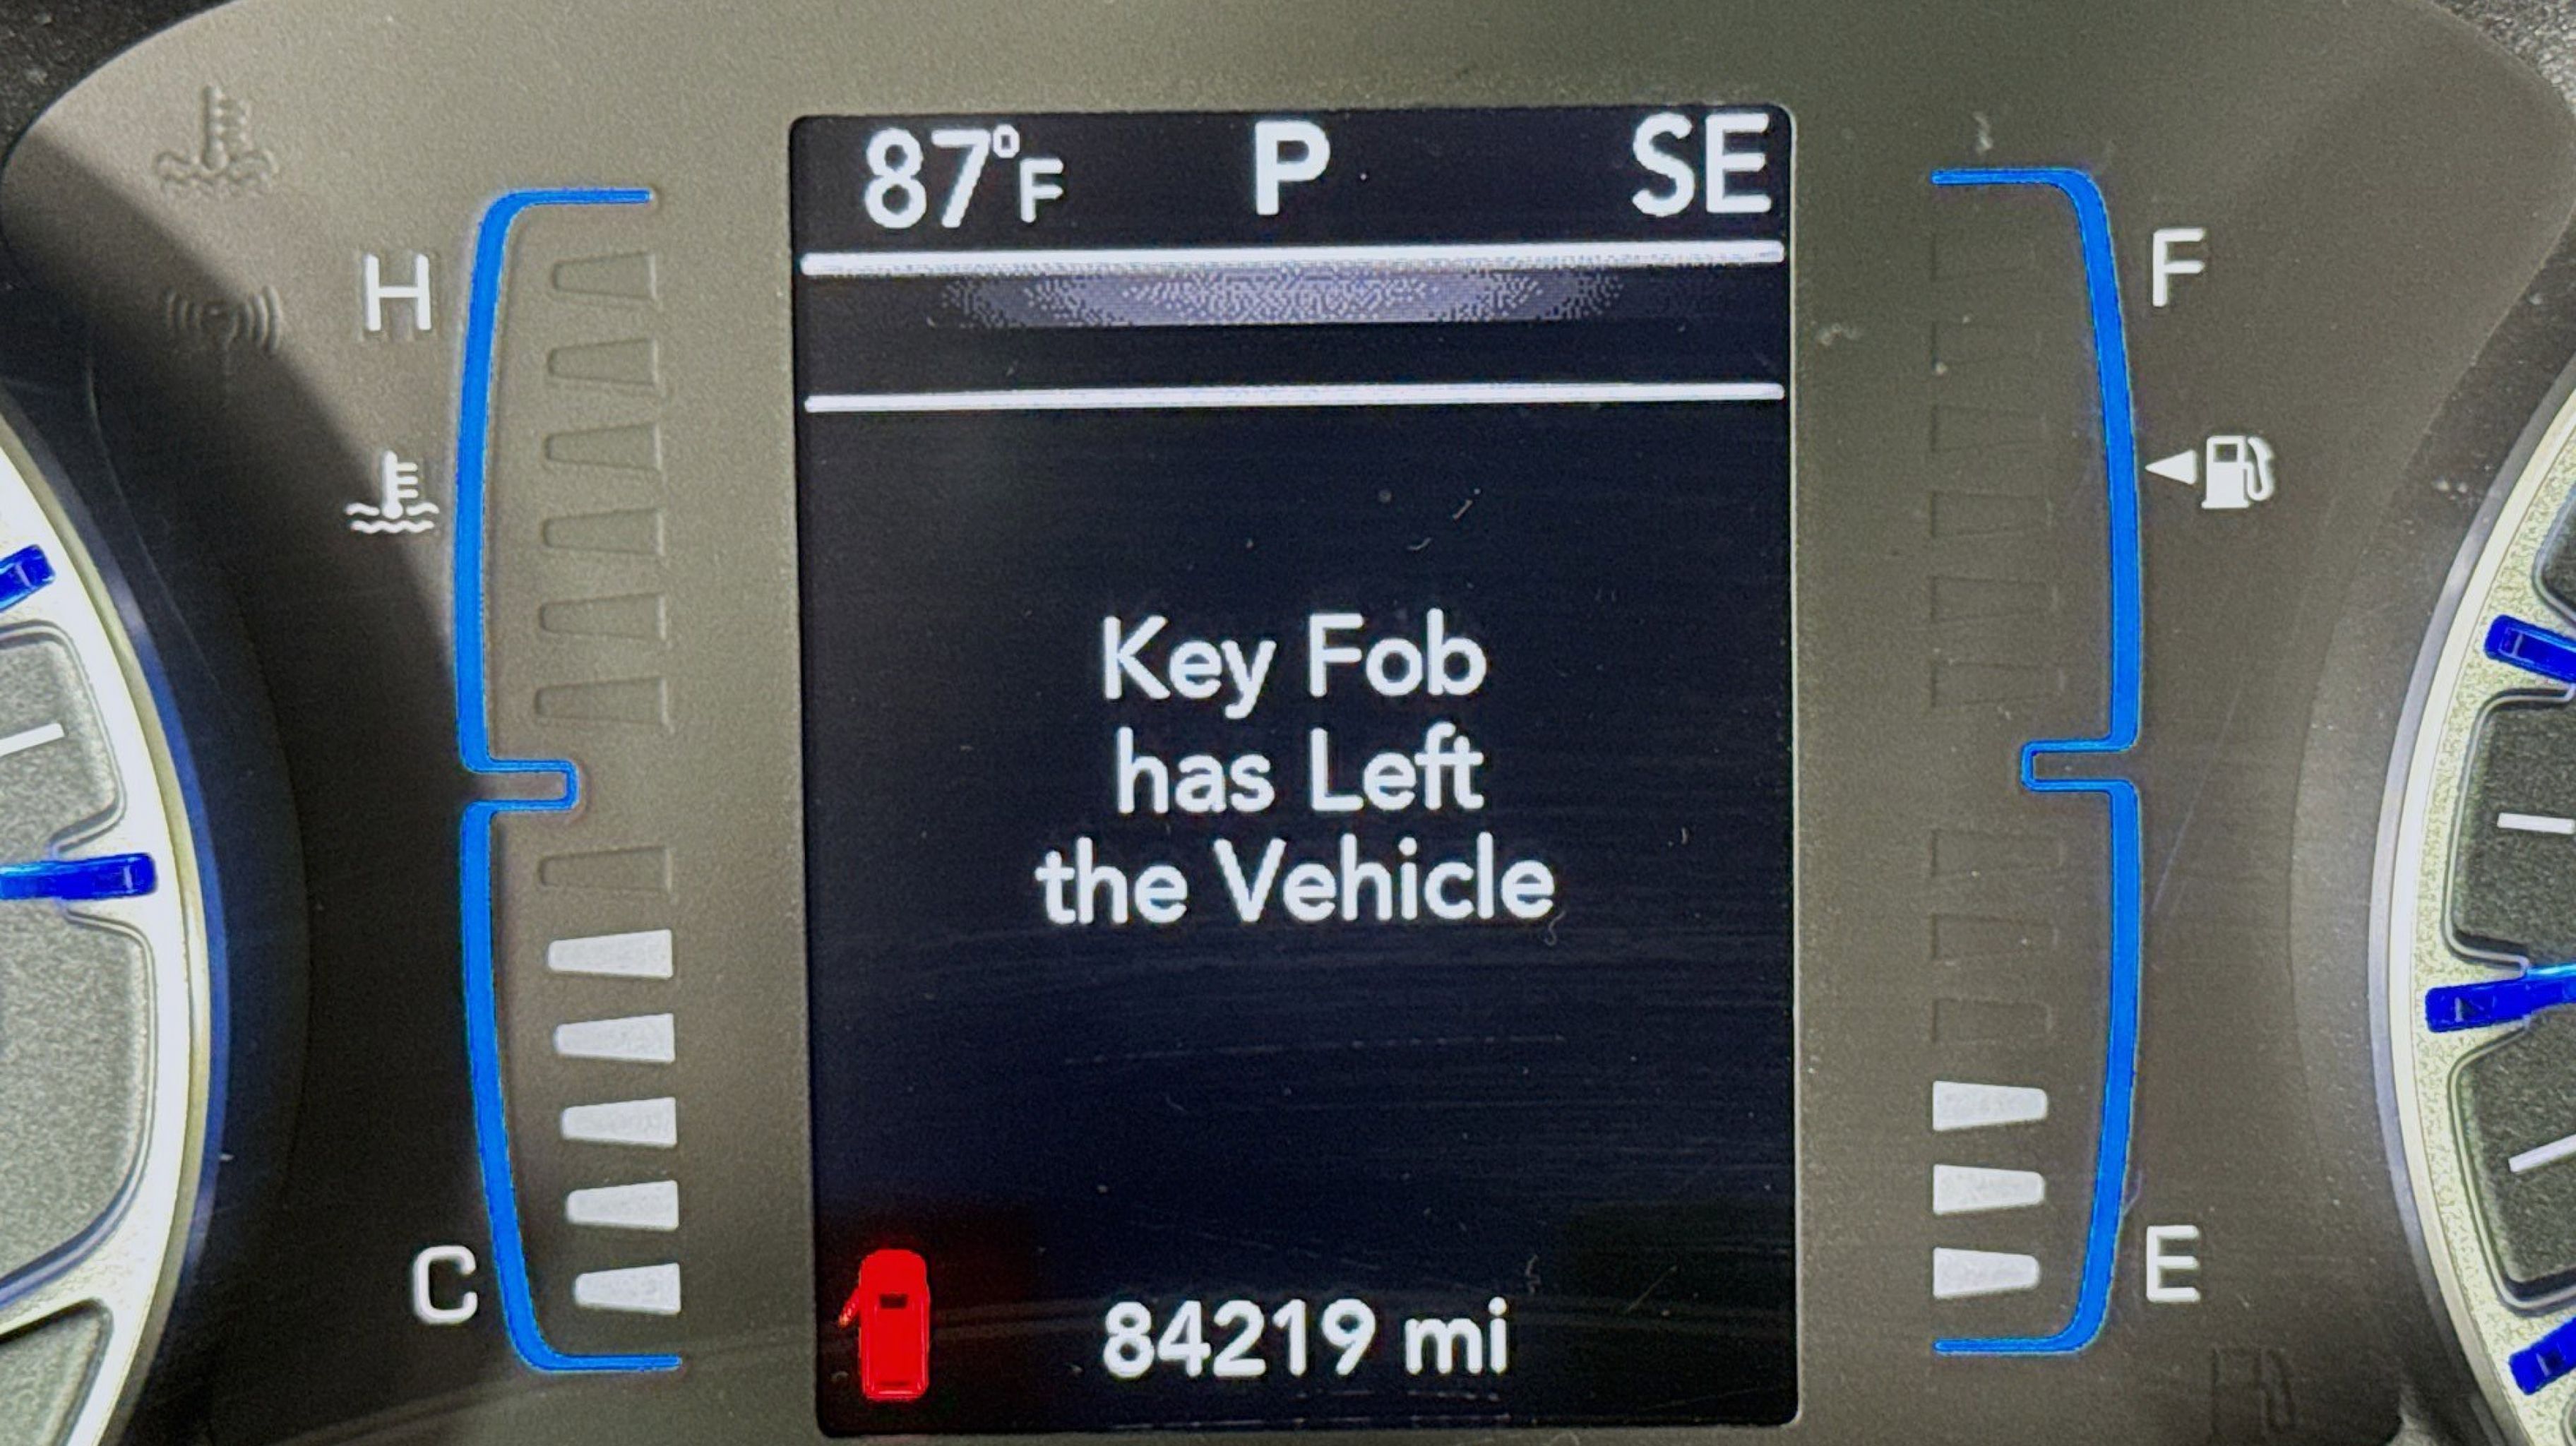 87°F P SE
H
F
Key Fob
has Left
the Vehicle
C
E
84219 mi